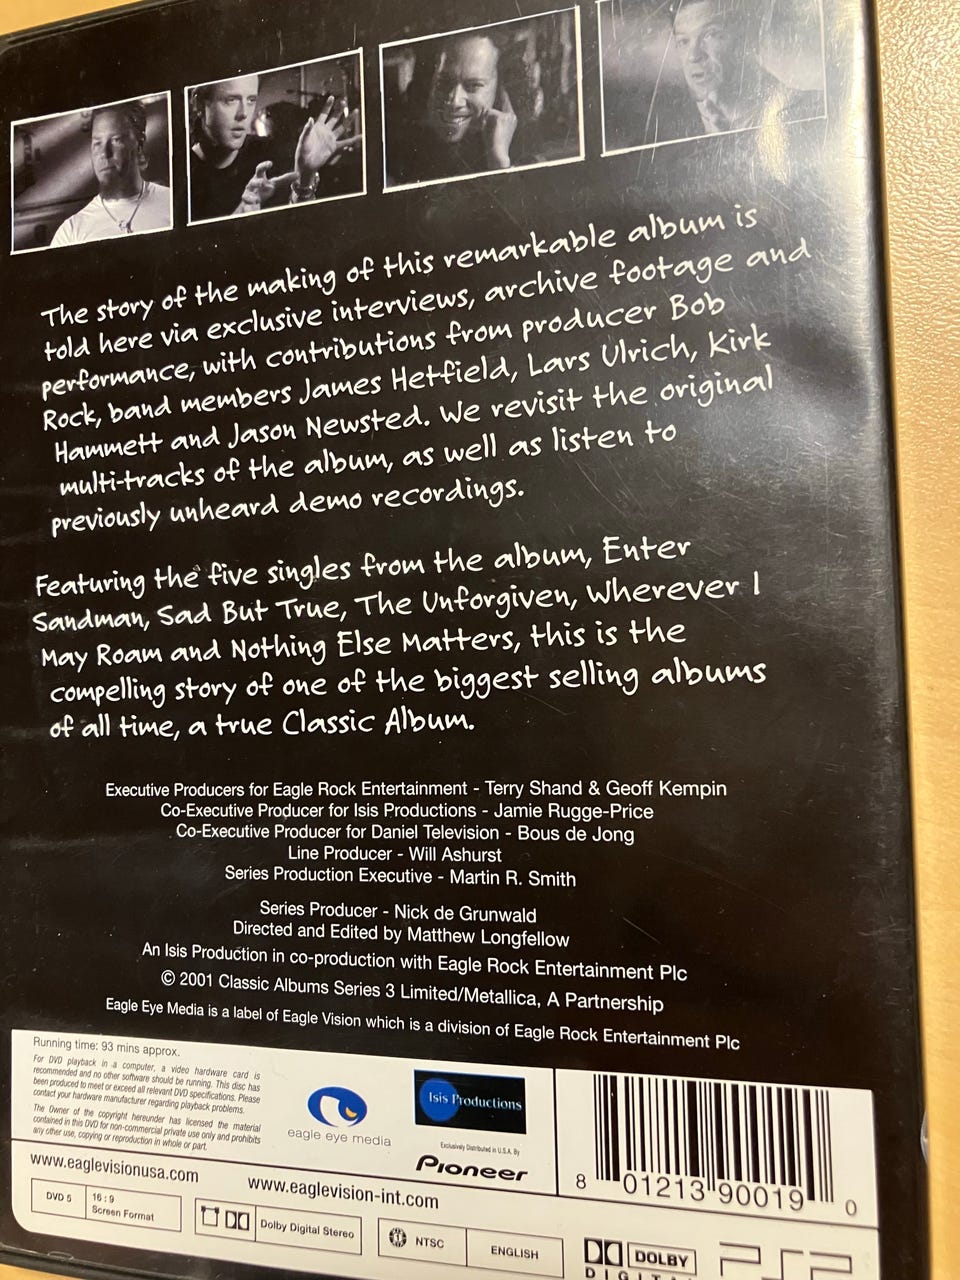 The story of the making of this remarkable album is
told here via exclusive interviews, archive footage and
performance, with contributions from producer Bob
Rock, band members James Hetfield, Lars Ulrich, Kirk
Hammett and Jason Newsted. We revisit the original
multi-tracks of the album, as well as listen to
previously unheard demo recordings.
Featuring the five singles from the album, Enter
Sandman, Sad But True, The Unforgiven, Wherever I
May Roam and Nothing Else Matters, this is the
compelling story of one of the biggest selling albums
of all time, a true Classic Album.
Executive Producers for Eagle Rock Entertainment - Terry Shand & Geoff Kempin
Co-Executive Producer for Isis Productions - Jamie Rugge-Price
Co-Executive Producer for Daniel Television - Bous de Jong
Line Producer - Will Ashurst
Series Production Executive - Martin R. Smith
Series Producer - Nick de Grunwald
Directed and Edited by Matthew Longfellow
An Isis Production in co-production with Eagle Rock Entertainment Plc
© 2001 Classic Albums Series 3 Limited/Metallica, A Partnership
Eagle Eye Media is a label of Eagle Vision which is a division of Eagle Rock Entertainment Plc
Running time: 93 mins approx.
For DVD playback in a computer, a video hardware card is
recommended and no other software should be running. This disc has
been produced to meet or exceed all relevant DVD specifications. Please
contact your hardware manufacturer regarding playback problems.
The Owner of the copyright hereunder has licensed the material
contained in this DVD for non-commercial private use only and prohibits
any other use, copying or reproduction in whole or part.
eagle eye media
Isis Productions
Exclusively Distributed in U.S.A. By
Pioneer
8 01213 90019 0
www.eaglevisionusa.com
www.eaglevision-int.com
DVD 5
16:9
Screen Format
Dolby Digital Stereo
NTSC
ENGLISH
DOLBY